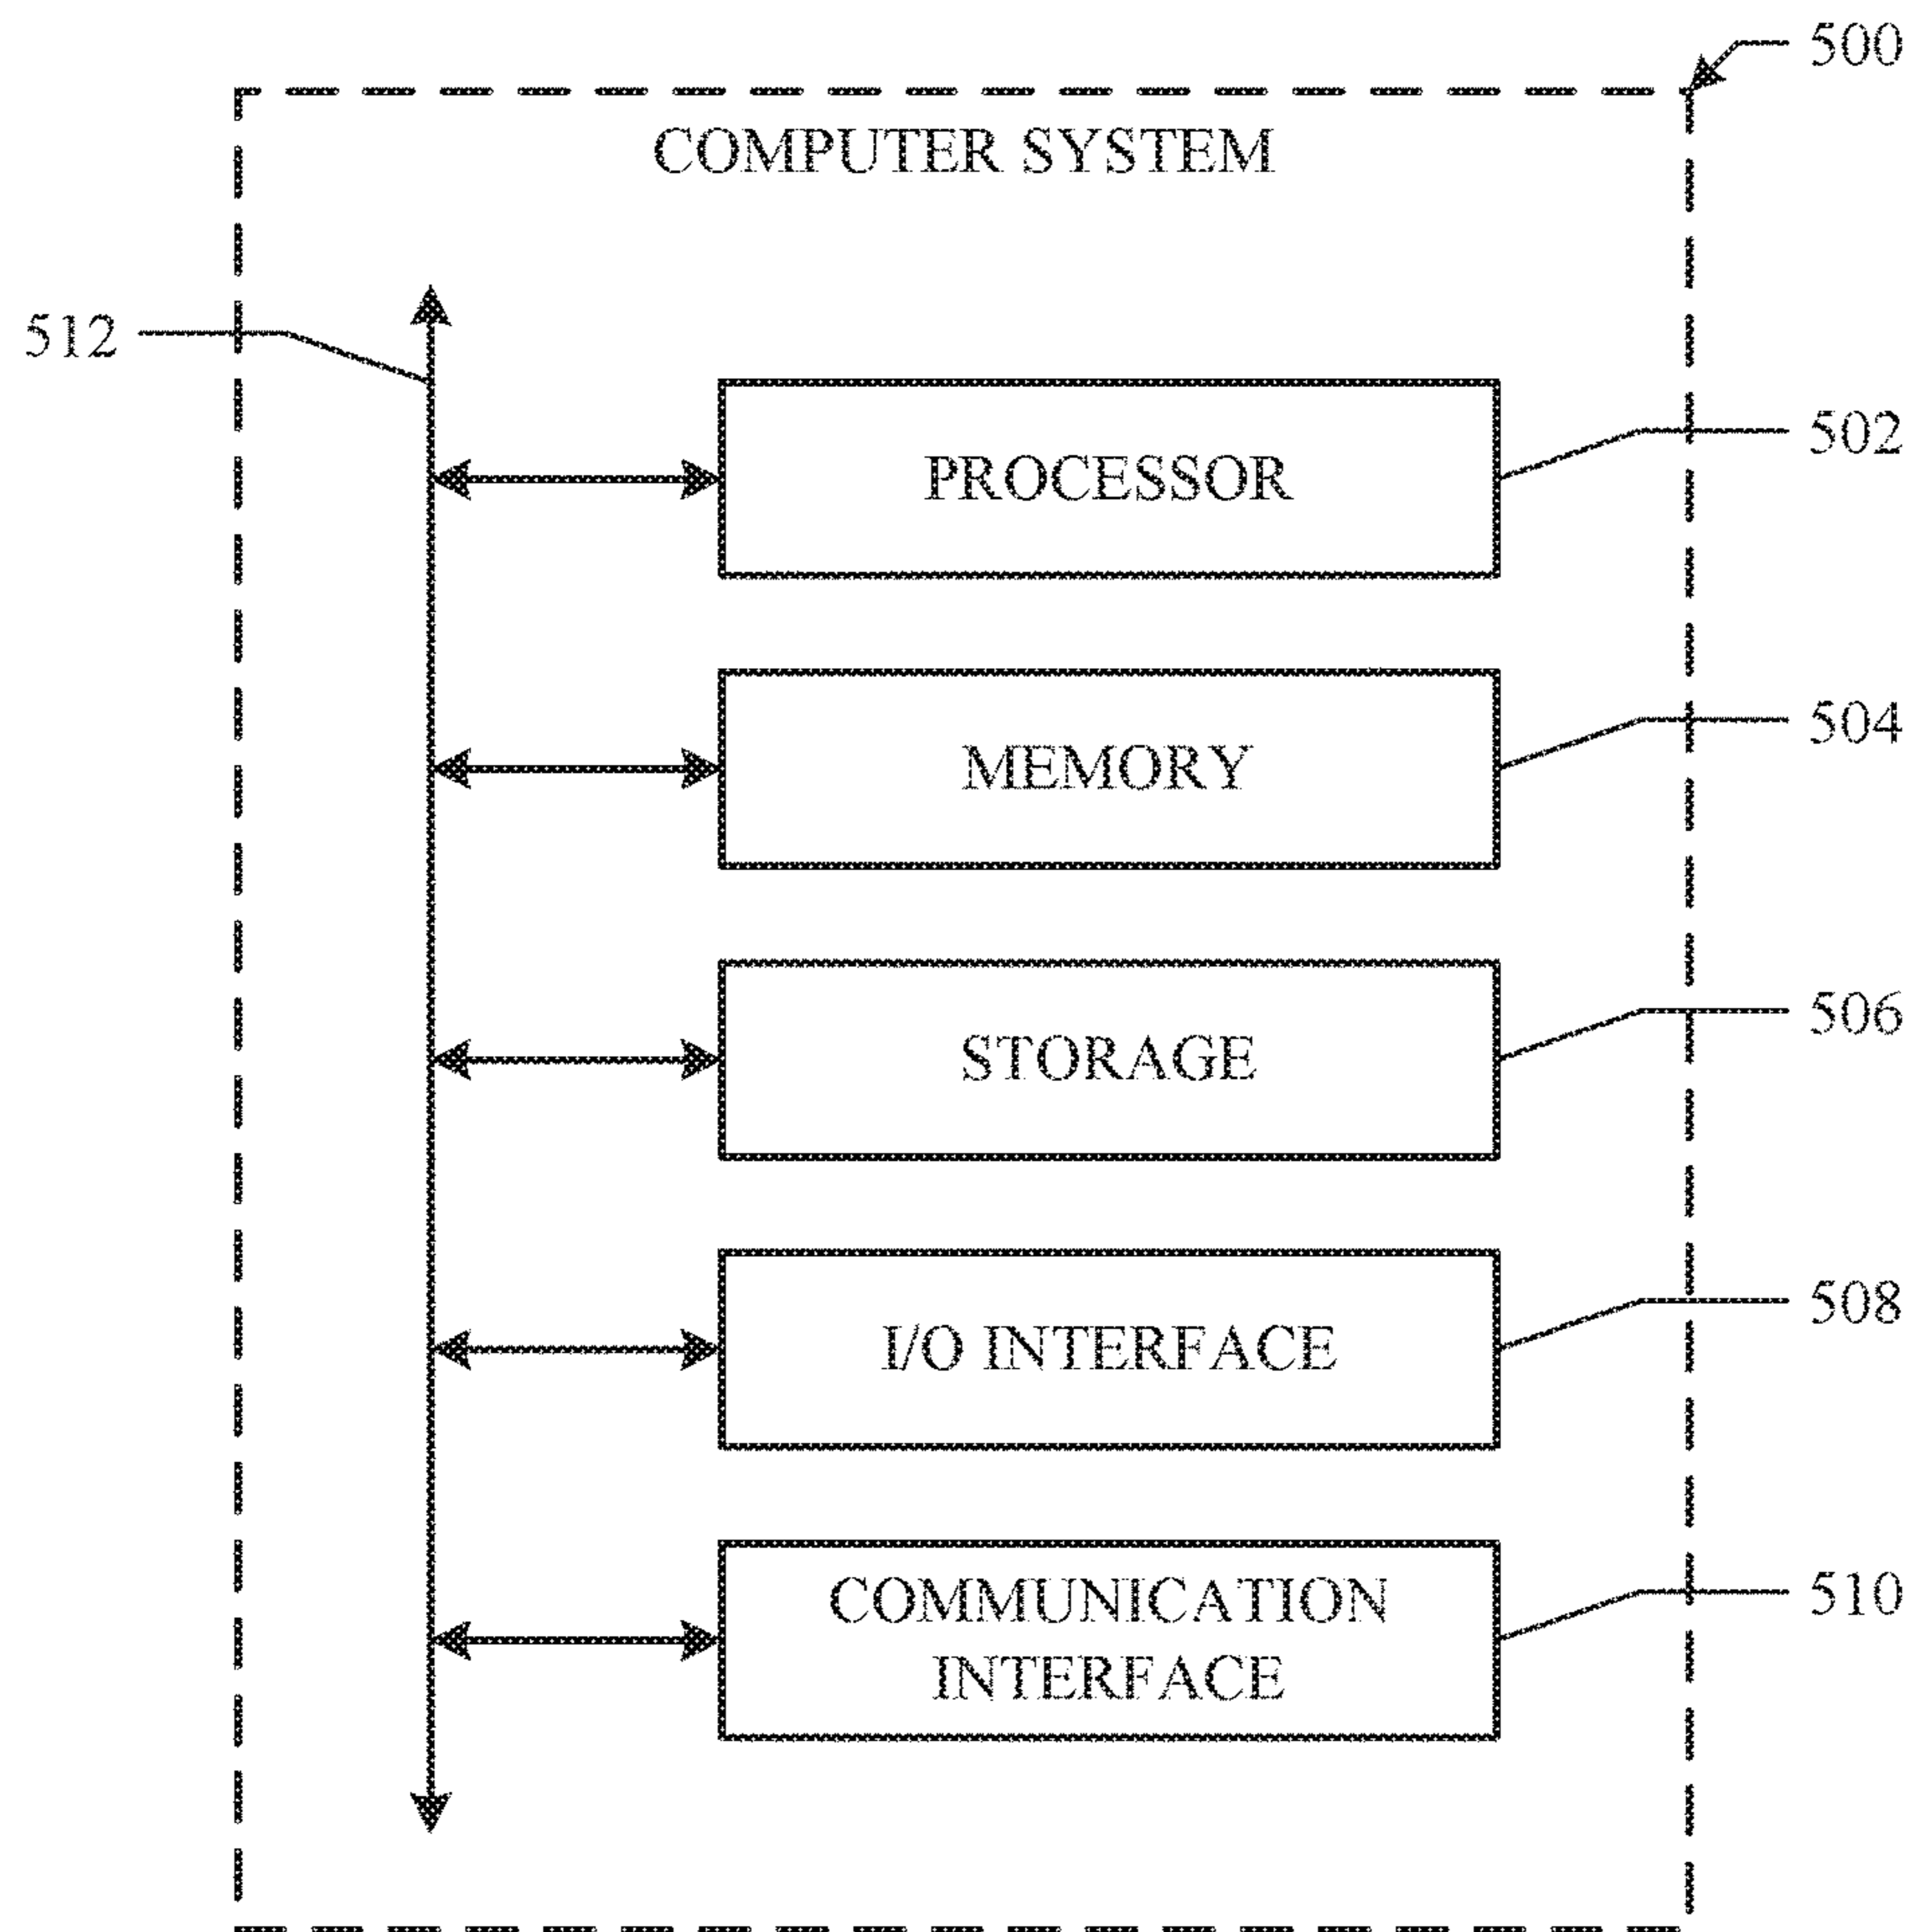 500
COMPUTER SYSTEM
512
502
PROCESSOR
504
MEMORY
506
STORAGE
508
I/O INTERFACE
510
COMMUNICATION
INTERFACE